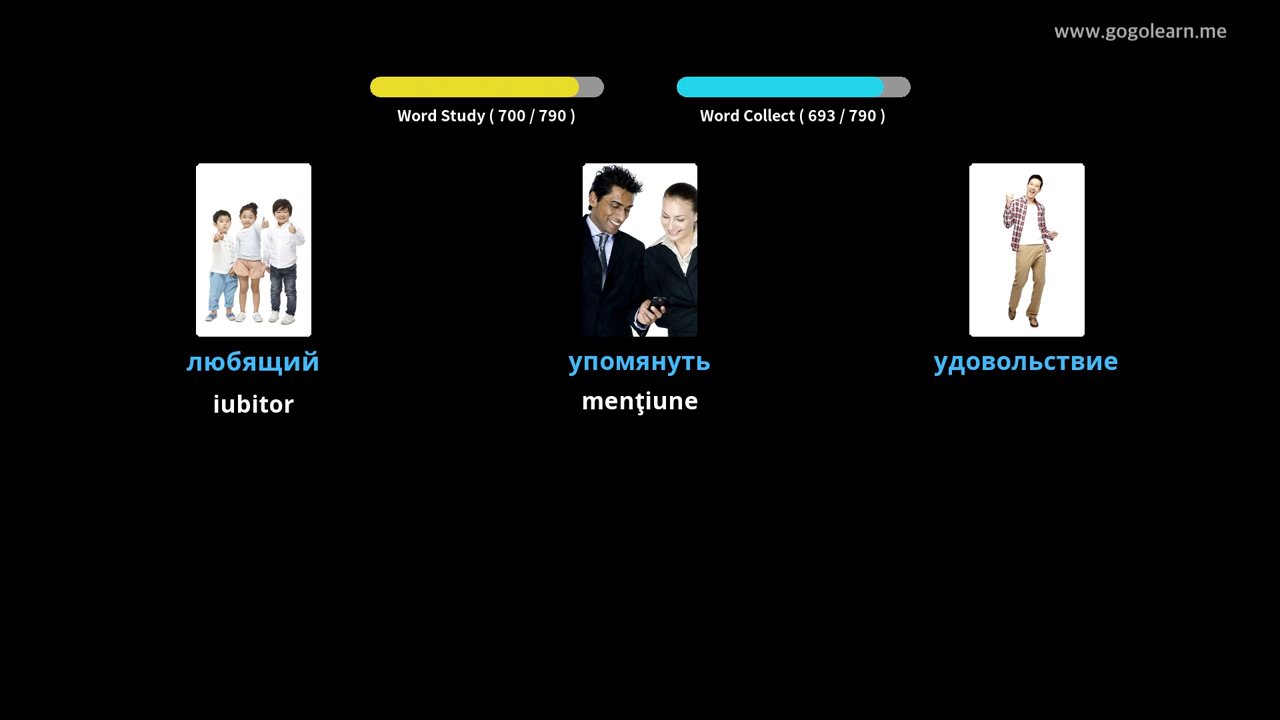 www.gogolearn.me
Word Study ( 700 / 790 )
Word Collect ( 693 / 790 )
любящий
упомянуть
удовольствие
iubitor
menţiune